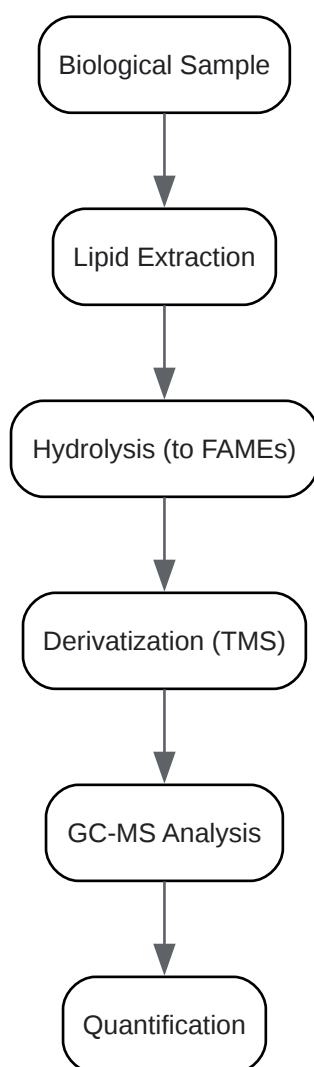 Biological Sample
Lipid Extraction
Hydrolysis (to FAMEs)
Derivatization (TMS)
GC-MS Analysis
Quantification